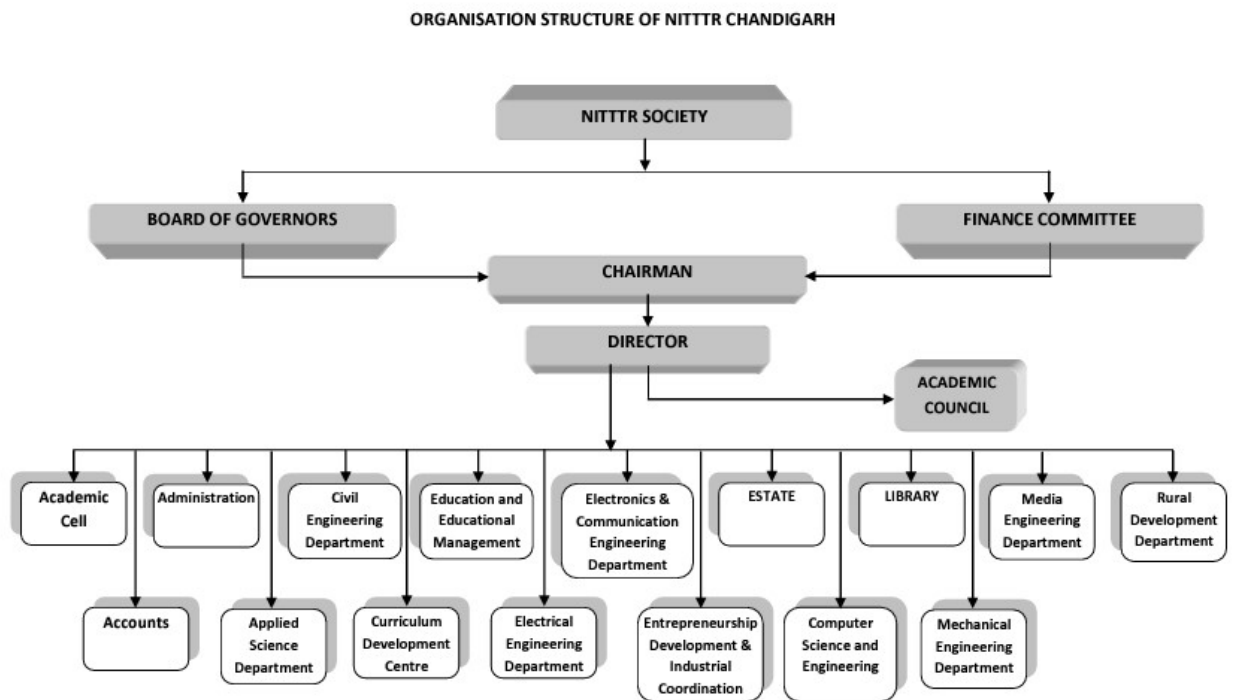 ORGANISATION STRUCTURE OF NITTTR CHANDIGARH
NITTTR SOCIETY
BOARD OF GOVERNORS
FINANCE COMMITTEE
CHAIRMAN
DIRECTOR
ACADEMIC
COUNCIL
Academic
Cell
Administration
Civil
Engineering
Department
Education and
Educational
Management
Electronics &
Communication
Engineering
Department
ESTATE
LIBRARY
Media
Engineering
Department
Rural
Development
Department
Accounts
Applied
Science
Department
Curriculum
Development
Centre
Electrical
Engineering
Department
Entrepreneurship
Development &
Industrial
Coordination
Computer
Science and
Engineering
Mechanical
Engineering
Department